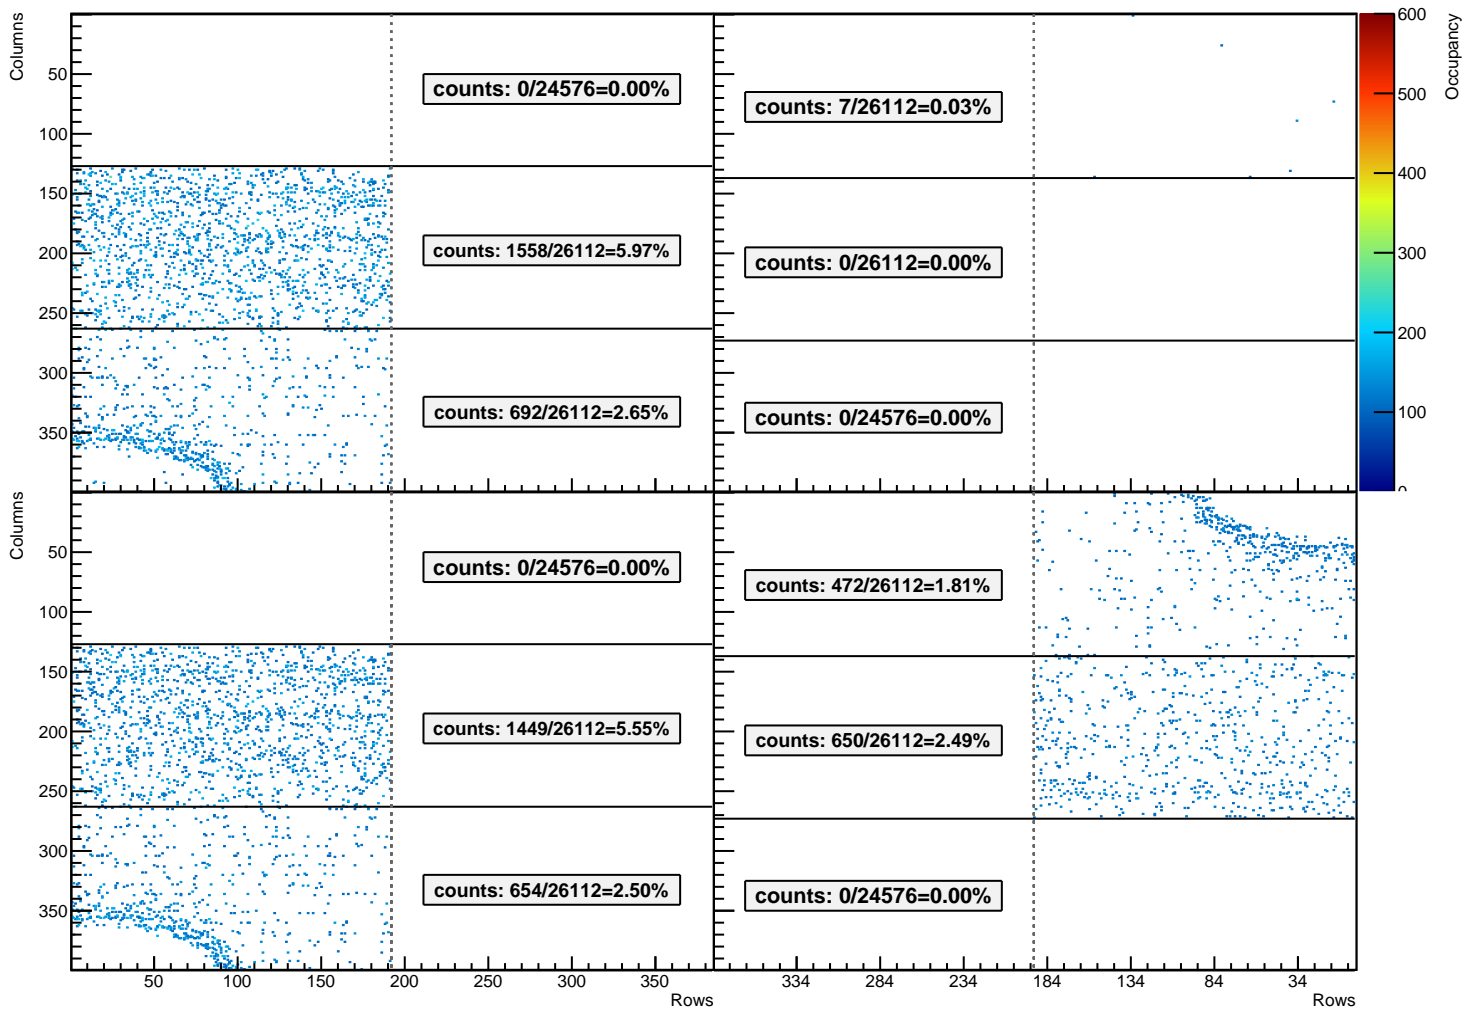 Columns
50
100
150
200
250
300
350
counts: 0/24576=0.00%
counts: 1558/26112=5.97%
counts: 692/26112=2.65%
counts: 7/26112=0.03%
counts: 0/26112=0.00%
counts: 0/24576=0.00%
600
500
400
300
200
100
0
Occupancy
Columns
50
100
150
200
250
300
350
counts: 0/24576=0.00%
counts: 1449/26112=5.55%
counts: 654/26112=2.50%
counts: 472/26112=1.81%
counts: 650/26112=2.49%
counts: 0/24576=0.00%
50 100 150 200 250 300 350
Rows
334 284 234 184 134 84 34
Rows